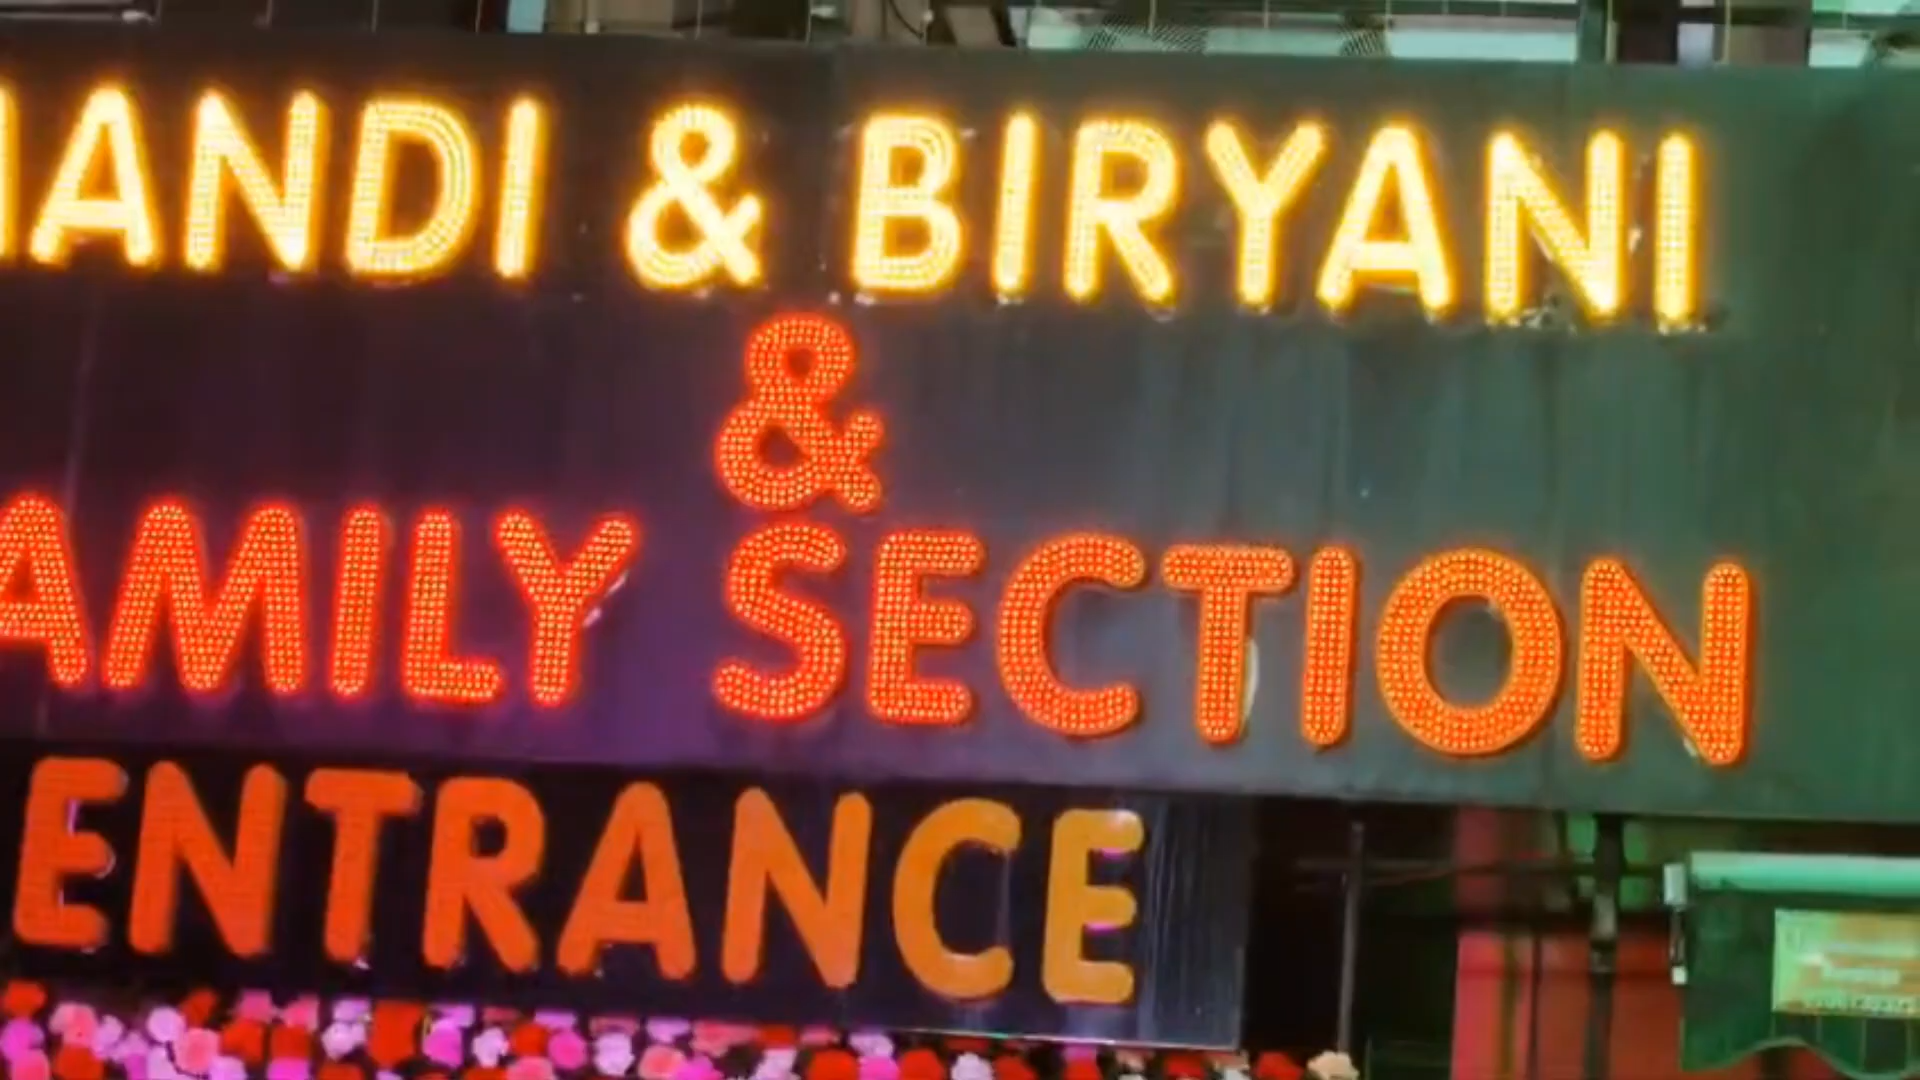 ANDI & BIRYANI
&
AMILY SECTION
ENTRANCE